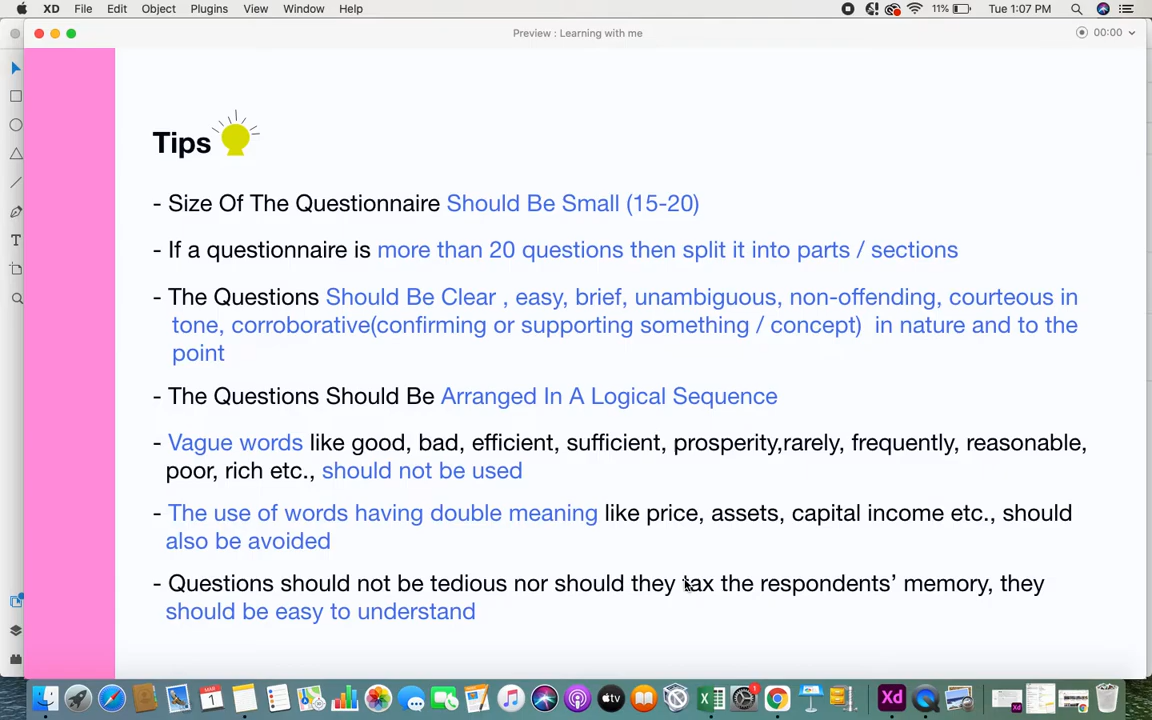 XD File Edit Object Plugins View Window Help 11% Tue 1:07 PM
Preview : Learning with me 00:00
Tips
- Size Of The Questionnaire Should Be Small (15-20)
- If a questionnaire is more than 20 questions then split it into parts / sections
- The Questions Should Be Clear , easy, brief, unambiguous, non-offending, courteous in
tone, corroborative(confirming or supporting something / concept) in nature and to the
point
- The Questions Should Be Arranged In A Logical Sequence
- Vague words like good, bad, efficient, sufficient, prosperity,rarely, frequently, reasonable,
poor, rich etc., should not be used
- The use of words having double meaning like price, assets, capital income etc., should
also be avoided
- Questions should not be tedious nor should they tax the respondents’ memory, they
should be easy to understand
tv
Xd